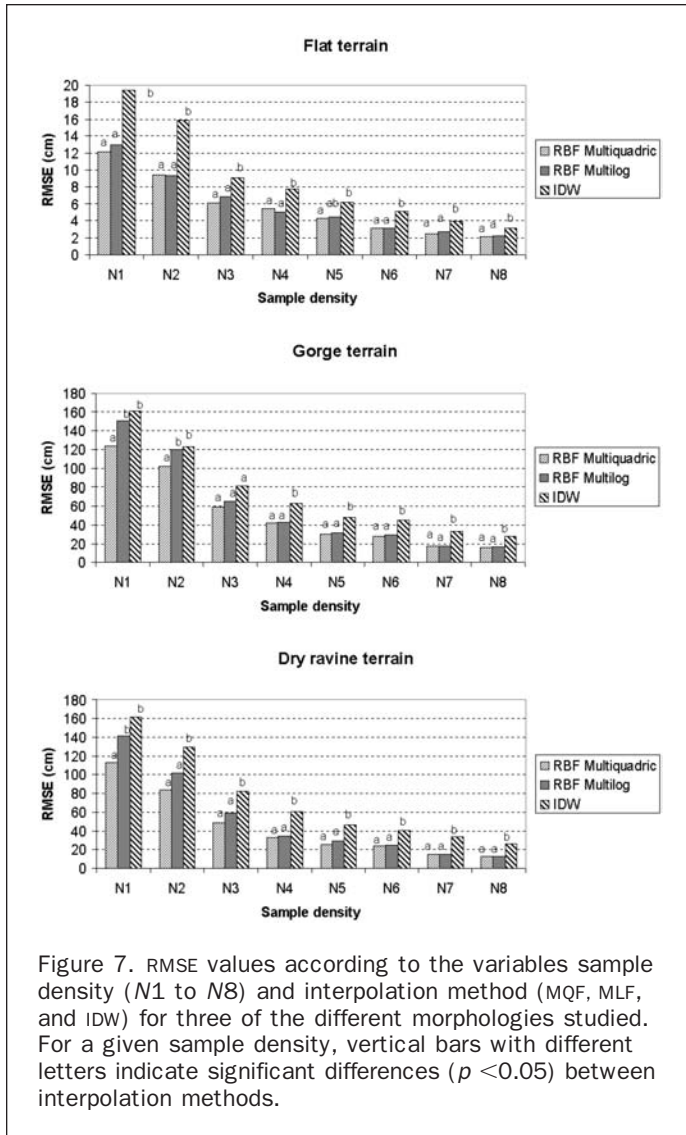 Flat terrain
RMSE (cm)
20
18
16
14
12
10
8
6
4
2
0
a a b
a a b
a a b
a a b
a ab b
a a b
a a b
a a b
N1 N2 N3 N4 N5 N6 N7 N8
Sample density
RBF Multiquadric
RBF Multilog
IDW
Gorge terrain
RMSE (cm)
180
160
140
120
100
80
60
40
20
0
a b b
a b b
a a a
a a b
a a b
a a b
a a b
a a b
N1 N2 N3 N4 N5 N6 N7 N8
Sample density
RBF Multiquadric
RBF Multilog
IDW
Dry ravine terrain
RMSE (cm)
180
160
140
120
100
80
60
40
20
0
a b b
a a b
a a b
a a b
a a b
a a b
a a b
a a b
N1 N2 N3 N4 N5 N6 N7 N8
Sample density
RBF Multiquadric
RBF Multilog
IDW
Figure 7. RMSE values according to the variables sample
density (N1 to N8) and interpolation method (MQF, MLF,
and IDW) for three of the different morphologies studied.
For a given sample density, vertical bars with different
letters indicate significant differences (p <0.05) between
interpolation methods.